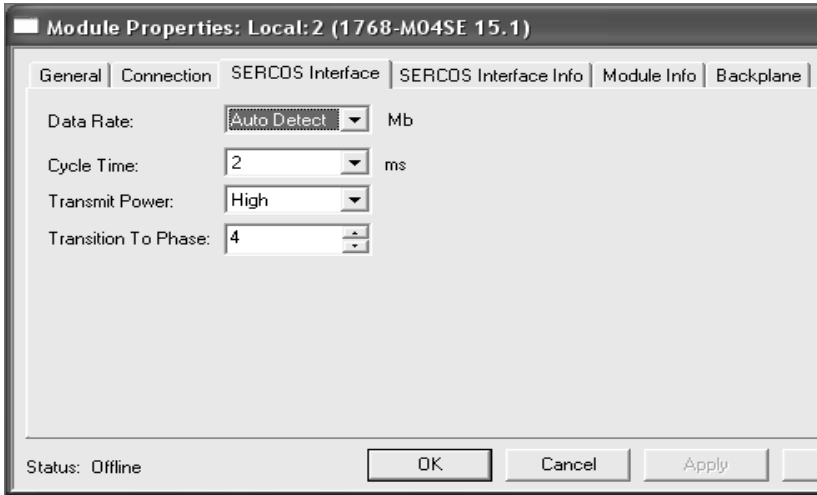 Module Properties: Local:2 (1768-M04SE 15.1)
General Connection SERCOS Interface SERCOS Interface Info Module Info Backplane
Data Rate: Auto Detect Mb
Cycle Time: 2 ms
Transmit Power: High
Transition To Phase: 4
Status: Offline OK Cancel Apply